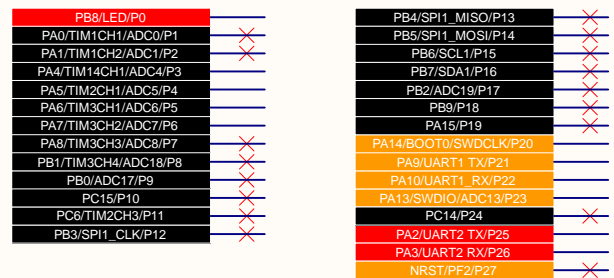 PB8/LED/P0
PA0/TIM1CH1/ADC0/P1
PA1/TIM1CH2/ADC1/P2
PA4/TIM14CH1/ADC4/P3
PA5/TIM2CH1/ADC5/P4
PA6/TIM3CH1/ADC6/P5
PA7/TIM3CH2/ADC7/P6
PA8/TIM3CH3/ADC8/P7
PB1/TIM3CH4/ADC18/P8
PB0/ADC17/P9
PC15/P10
PC6/TIM2CH3/P11
PB3/SPI1_CLK/P12
PB4/SPI1_MISO/P13
PB5/SPI1_MOSI/P14
PB6/SCL1/P15
PB7/SDA1/P16
PB2/ADC19/P17
PB9/P18
PA15/P19
PA14/BOOT0/SWDCLK/P20
PA9/UART1 TX/P21
PA10/UART1_RX/P22
PA13/SWDIO/ADC13/P23
PC14/P24
PA2/UART2 TX/P25
PA3/UART2 RX/P26
NRST/PF2/P27